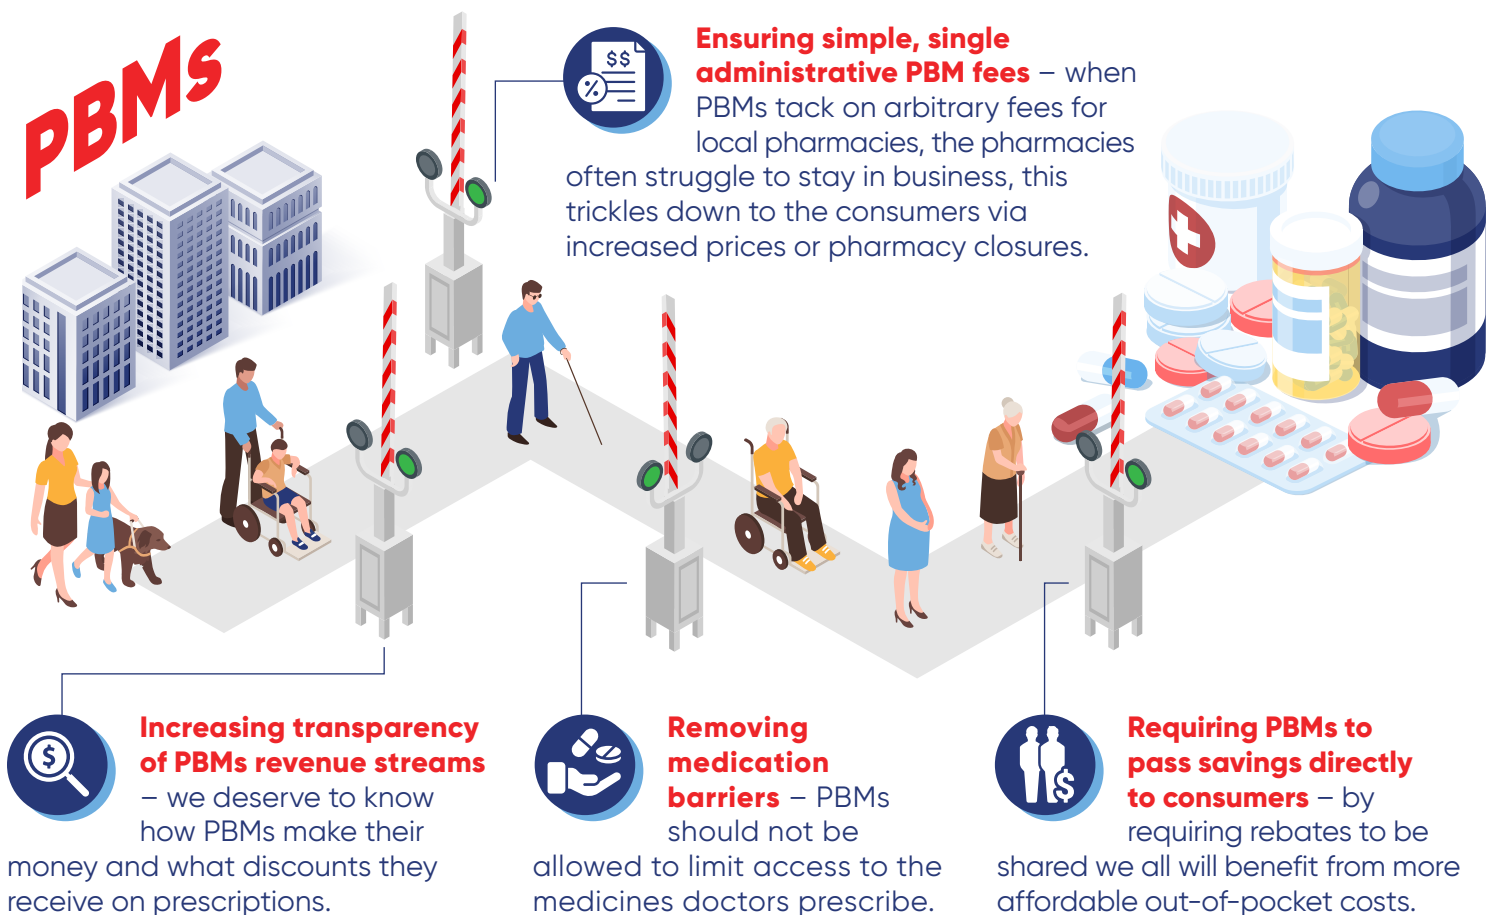 PBMs
$$
%
Ensuring simple, single
administrative PBM fees – when
PBMs tack on arbitrary fees for
local pharmacies, the pharmacies
often struggle to stay in business, this
trickles down to the consumers via
increased prices or pharmacy closures.
$
Increasing transparency
of PBMs revenue streams
– we deserve to know
how PBMs make their
money and what discounts they
receive on prescriptions.
Removing
medication
barriers – PBMs
should not be
allowed to limit access to the
medicines doctors prescribe.
$
Requiring PBMs to
pass savings directly
to consumers – by
requiring rebates to be
shared we all will benefit from more
affordable out-of-pocket costs.